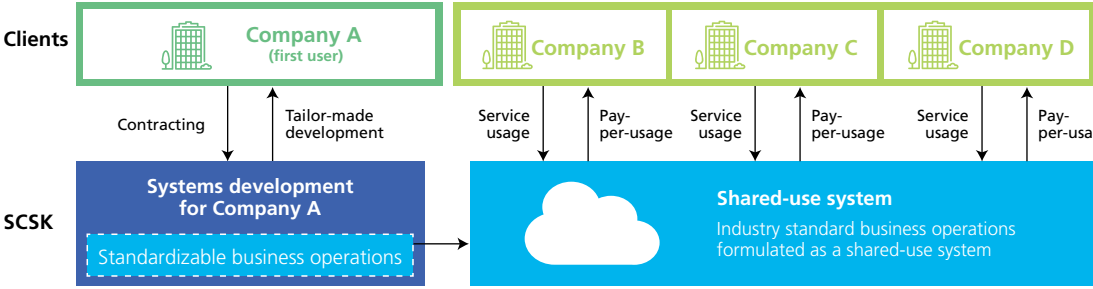 Clients
Company A
(first user)
Company B
Company C
Company D
Contracting
Tailor-made
development
Service
usage
Pay-
per-usage
Service
usage
Pay-
per-usage
Service
usage
Pay-
per-usa
SCSK
Systems development
for Company A
Standardizable business operations
Shared-use system
Industry standard business operations
formulated as a shared-use system